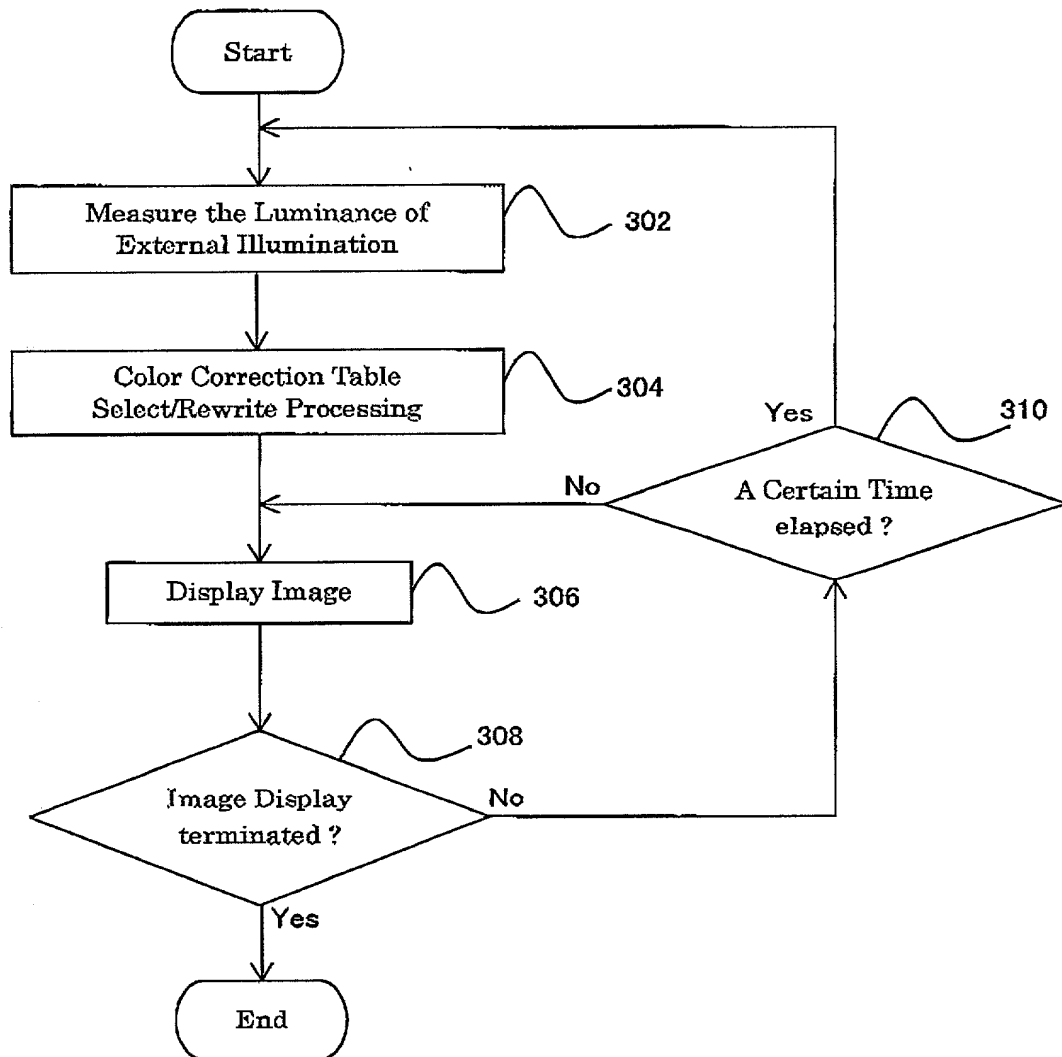 Start
Measure the Luminance of
External Illumination
302
Color Correction Table
Select/Rewrite Processing
304
Yes
310
No
A Certain Time
elapsed ?
Display Image
306
308
Image Display
terminated ?
No
Yes
End